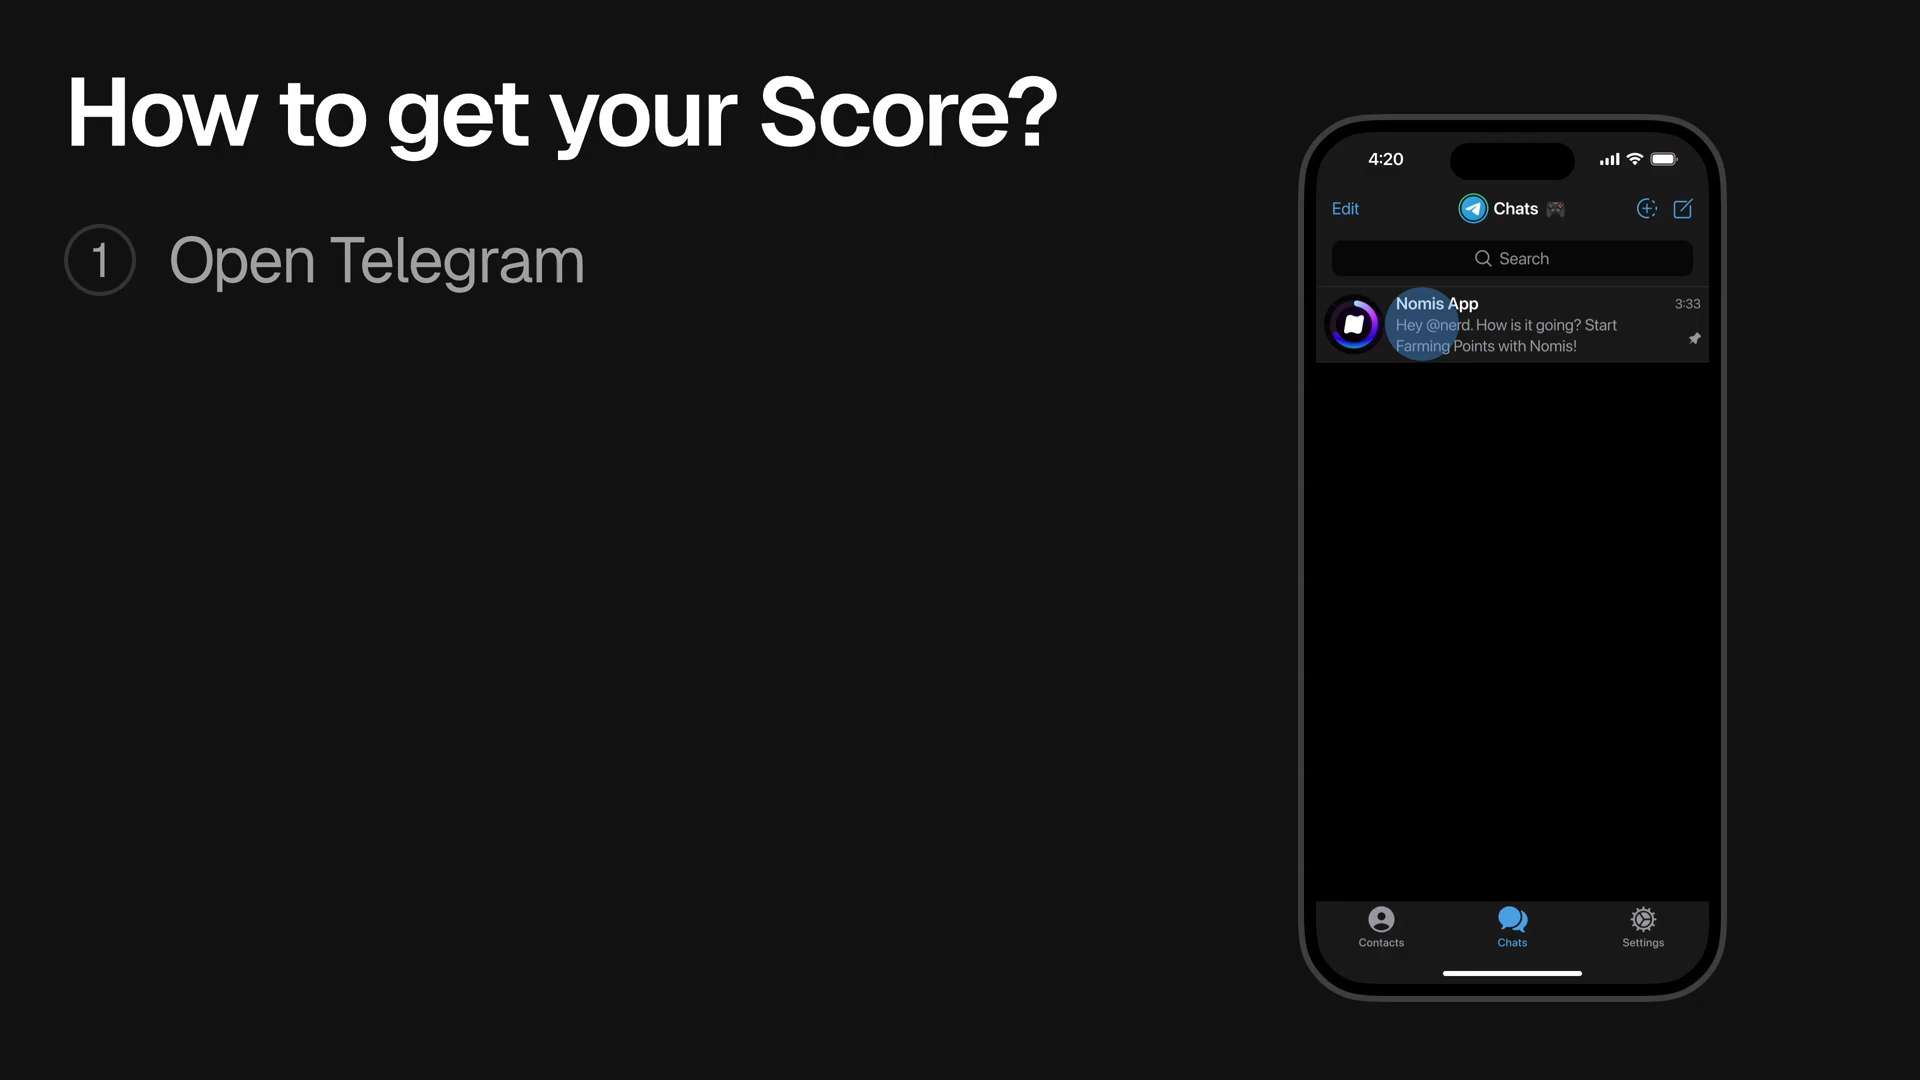 How to get your Score?
1 Open Telegram
4:20
Edit
Chats
Search
Nomis App
3:33
Hey @nerd. How is it going? Start
Farming Points with Nomis!
Contacts
Chats
Settings